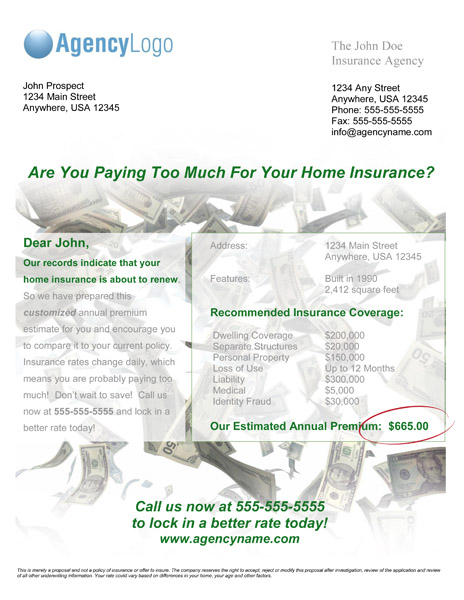 AgencyLogo
The John Doe
Insurance Agency
John Prospect
1234 Main Street
Anywhere, USA 12345
1234 Any Street
Anywhere, USA 12345
Phone: 555-555-5555
Fax: 555-555-5555
info@agencyname.com
Are You Paying Too Much For Your Home Insurance?
Dear John,
Our records indicate that your
home insurance is about to renew.
So we have prepared this
customized annual premium
estimate for you and encourage you
to compare it to your current policy.
Insurance rates change daily, which
means you are probably paying too
much! Don't wait to save! Call us
now at 555-555-5555 and lock in a
better rate today!
Address: 1234 Main Street
Anywhere, USA 12345
Features: Built in 1990
2,412 square feet
Recommended Insurance Coverage:
Dwelling Coverage $200,000
Separate Structures $20,000
Personal Property $150,000
Loss of Use Up to 12 Months
Liability $300,000
Medical $5,000
Identity Fraud $30,000
Our Estimated Annual Premium: $665.00
Call us now at 555-555-5555
to lock in a better rate today!
www.agencyname.com
This is merely a proposal and not a policy of insurance or offer to insure. The company reserves the right to accept, reject or modify this proposal after investigation, review of the application and review
of all other underwriting information. Your rate could vary based on differences in your home, your age and other factors.